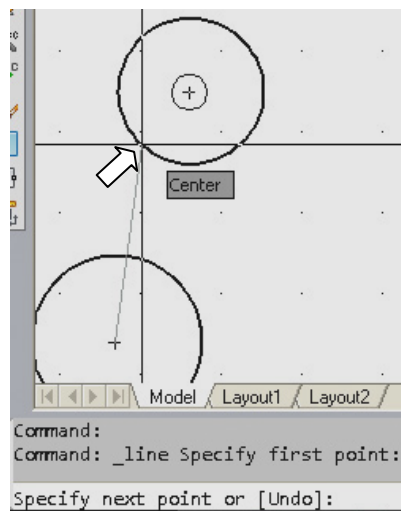 Center
Model Layout1 Layout2
Command:
Command: _line Specify first point:
Specify next point or [Undo]: